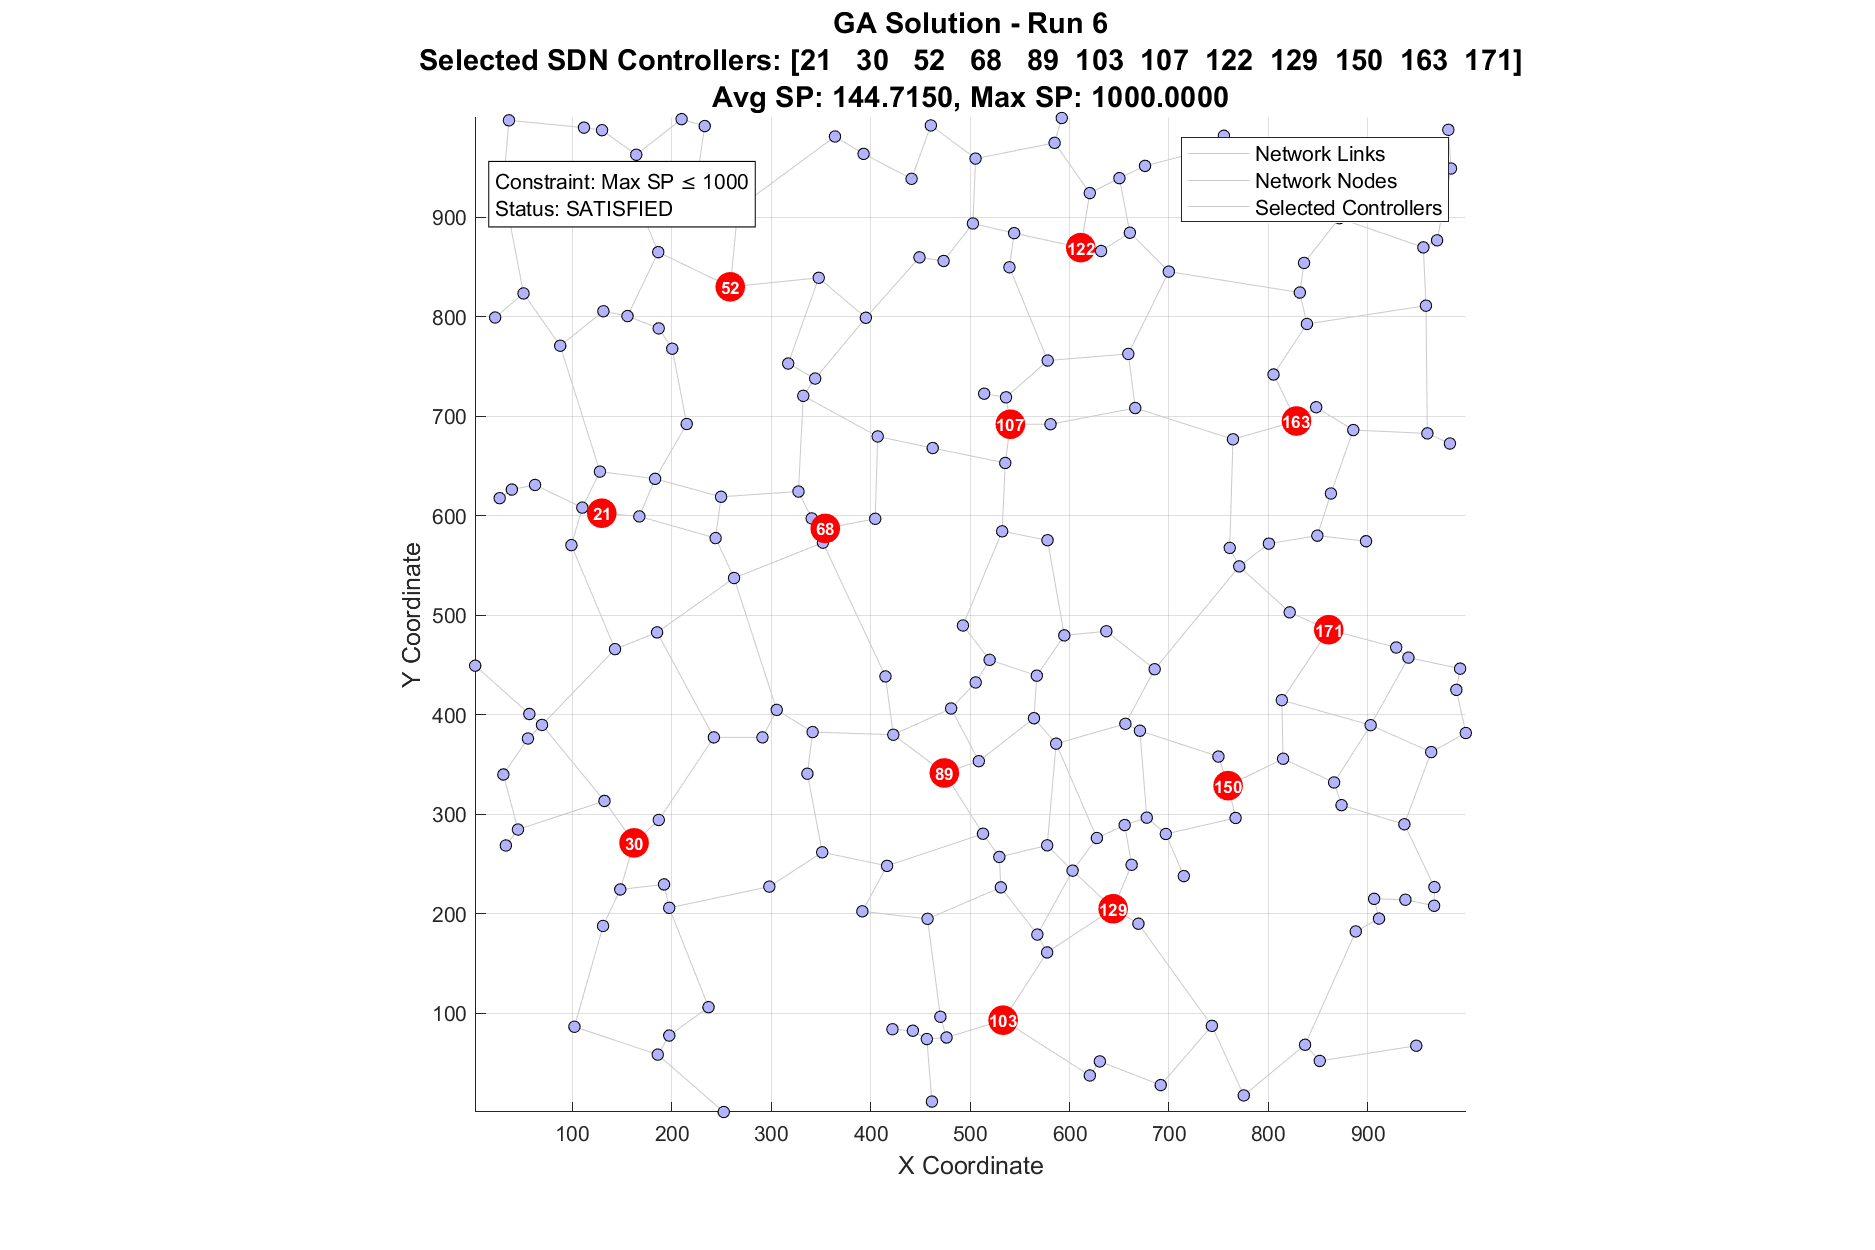 GA Solution - Run 6
Selected SDN Controllers: [21 30 52 68 89 103 107 122 129 150 163 171]
Avg SP: 144.7150, Max SP: 1000.0000
Constraint: Max SP ≤ 1000
Status: SATISFIED
Network Links
Network Nodes
Selected Controllers
900
800
700
600
500
400
300
200
100
Y Coordinate
122
52
107
163
21
68
171
89
150
30
129
103
100 200 300 400 500 600 700 800 900
X Coordinate